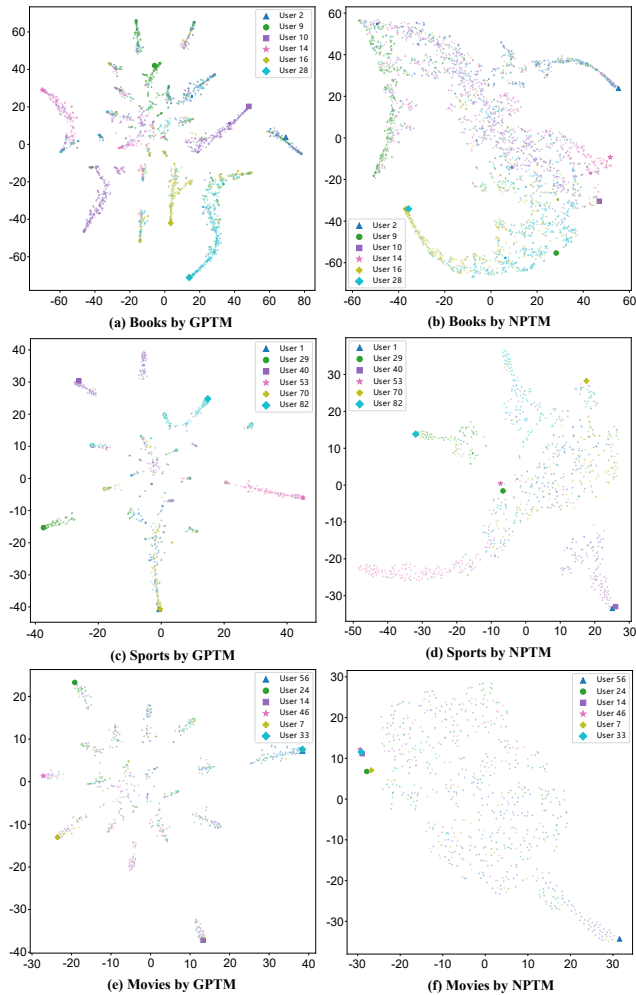 User 2
User 9
User 10
User 14
User 16
User 28
60
40
20
0
-20
-40
-60
-60 -40 -20 0 20 40 60 80
(a) Books by GPTM
60
40
20
0
-20
-40
-60
User 2
User 9
User 10
User 14
User 16
User 28
-60 -40 -20 0 20 40 60
(b) Books by NPTM
User 1
User 29
User 40
User 53
User 70
User 82
40
30
20
10
0
-10
-20
-30
-40
-40 -20 0 20 40
(c) Sports by GPTM
User 1
User 29
User 40
User 53
User 70
User 82
30
20
10
0
-10
-20
-30
-50 -40 -30 -20 -10 0 10 20 30
(d) Sports by NPTM
User 56
User 24
User 14
User 46
User 7
User 33
20
10
0
-10
-20
-30
-40
-30 -20 -10 0 10 20 30 40
(e) Movies by GPTM
User 56
User 24
User 14
User 46
User 7
User 33
30
20
10
0
-10
-20
-30
-30 -20 -10 0 10 20 30
(f) Movies by NPTM